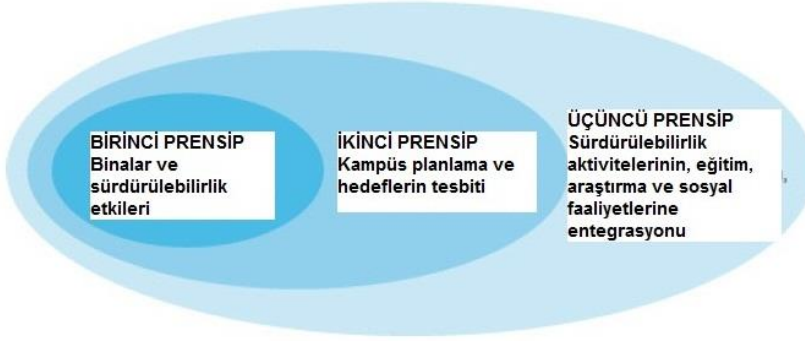 BİRİNCİ PRENSİP
Binalar ve
sürdürülebilirlik
etkileri
İKİNCİ PRENSİP
Kampüs planlama ve
hedeflerin tesbiti
ÜÇÜNCÜ PRENSİP
Sürdürülebilirlik
aktivitelerinin, eğitim,
araştırma ve sosyal
faaliyetlerine
entegrasyonu